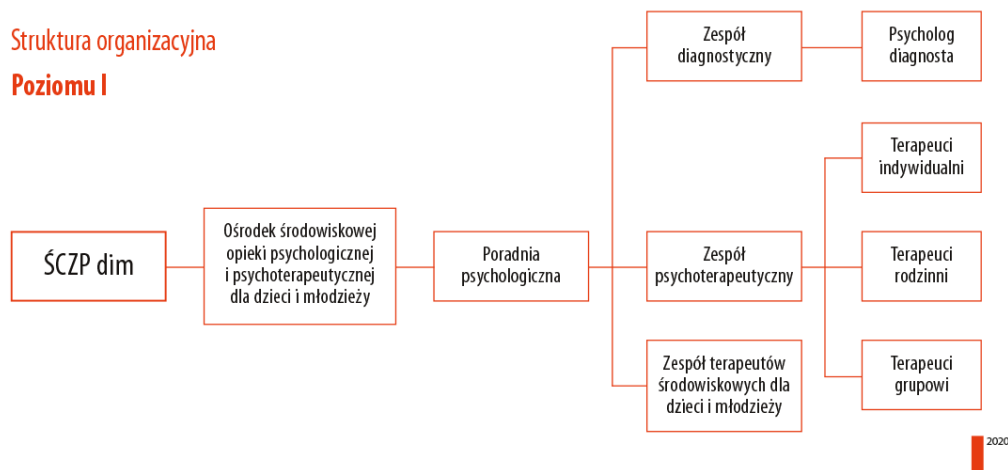 Struktura organizacyjna
Poziomu I
ŚCZP dim
Ośrodek środowiskowej
opieki psychologicznej
i psychoterapeutycznej
dla dzieci i młodzieży
Poradnia
psychologiczna
Zespół
diagnostyczny
Psycholog
diagnosta
Zespół
psychoterapeutyczny
Terapeuci
indywidualni
Terapeuci
rodzinni
Terapeuci
grupowi
Zespół terapeutów
środowiskowych dla
dzieci i młodzieży
2020